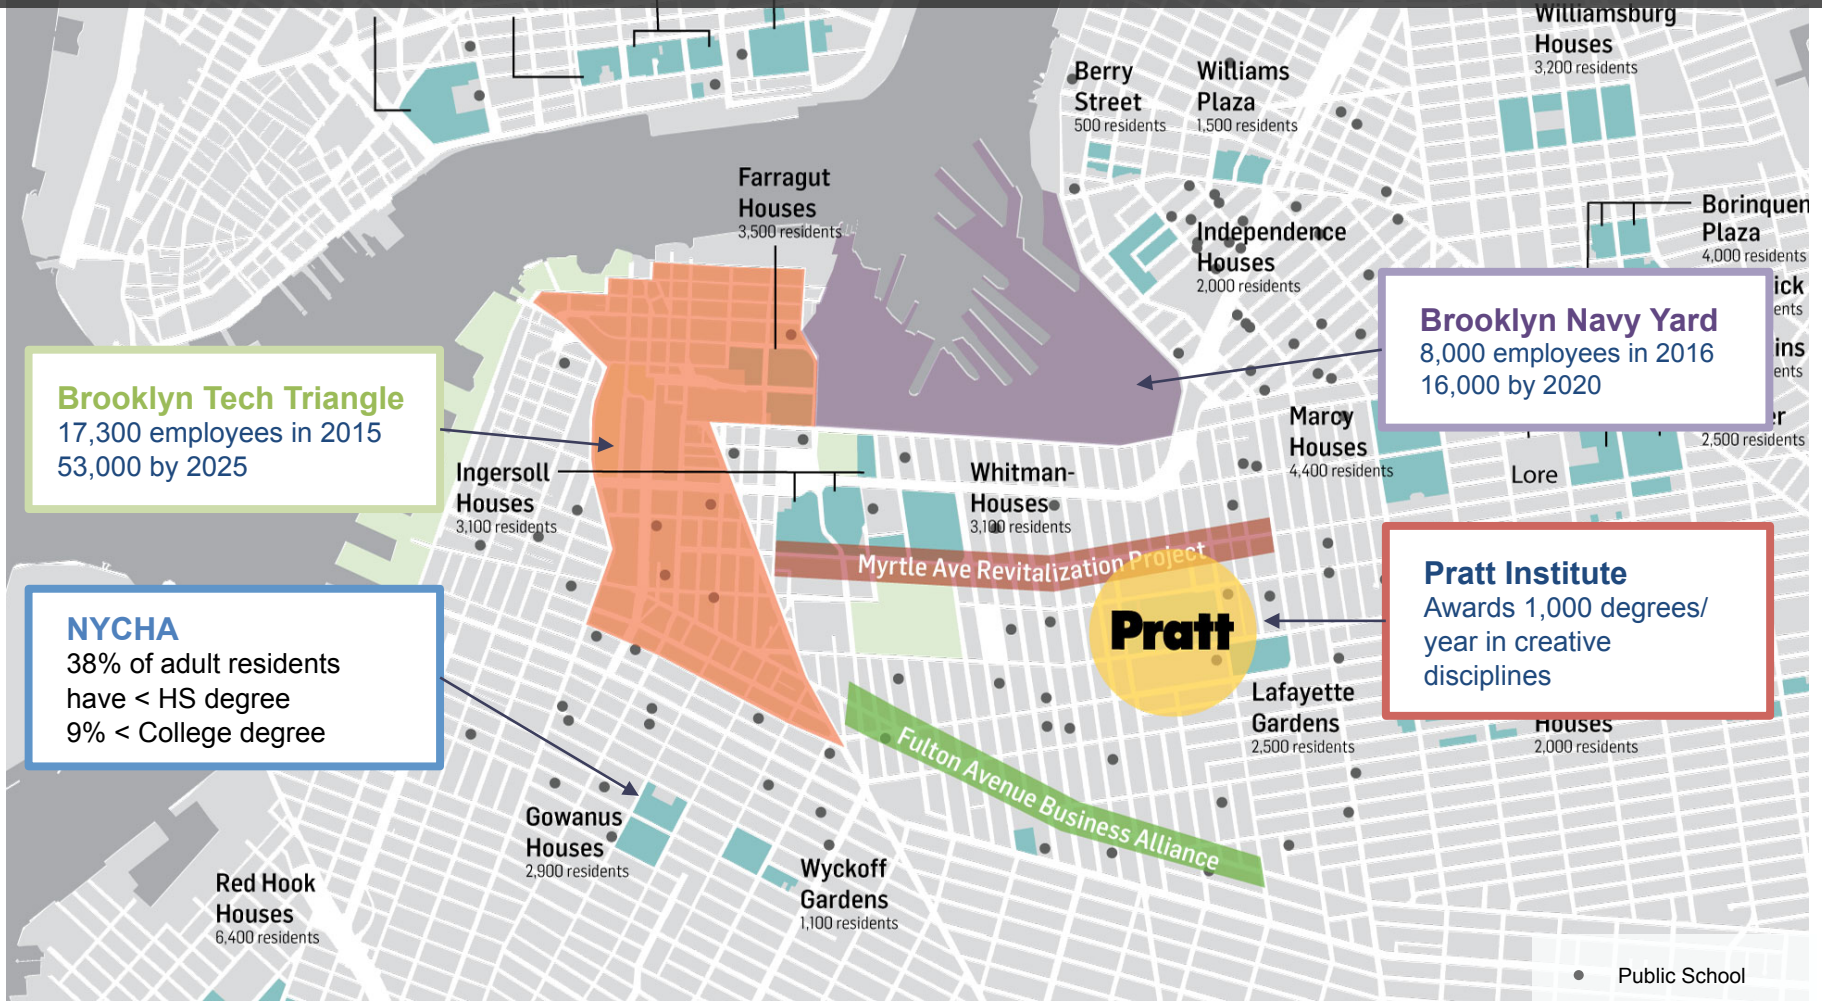 Williamsburg
Houses
3,200 residents
Berry
Street
500 residents
Williams
Plaza
1,500 residents
Farragut
Houses
3,500 residents
Independence
Houses
2,000 residents
Borinquen
Plaza
4,000 residents
Brooklyn Navy Yard
8,000 employees in 2016
16,000 by 2020
Brooklyn Tech Triangle
17,300 employees in 2015
53,000 by 2025
Marcy
Houses
4,400 residents
2,500 residents
Lore
Ingersoll
Houses
3,100 residents
Whitman-
Houses
3,100 residents
Myrtle Ave Revitalization Project
Pratt
Pratt Institute
Awards 1,000 degrees/
year in creative
disciplines
NYCHA
38% of adult residents
have < HS degree
9% < College degree
Lafayette
Gardens
2,500 residents
Houses
2,000 residents
Fulton Avenue Business Alliance
Gowanus
Houses
2,900 residents
Wyckoff
Gardens
1,100 residents
Red Hook
Houses
6,400 residents
Public School